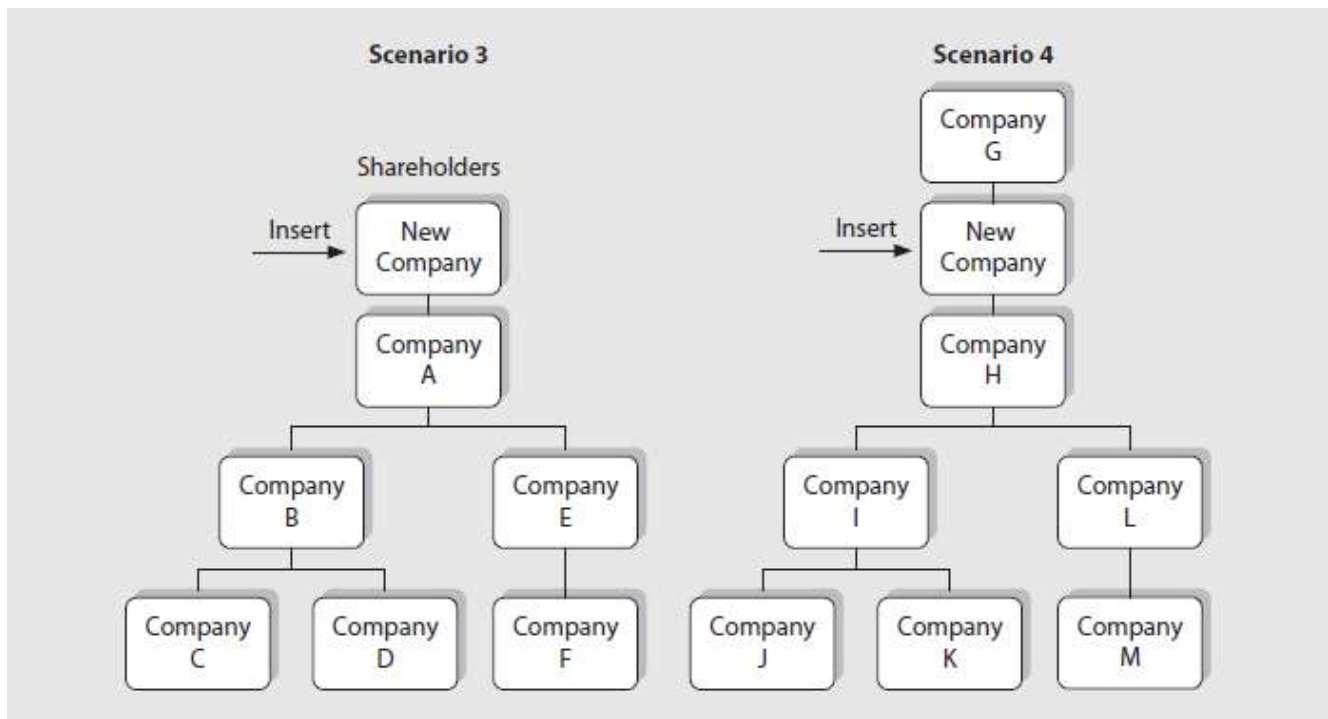 Scenario 3
Shareholders
Insert
New
Company
Company
A
Company
B
Company
E
Company
C
Company
D
Company
F
Scenario 4
Company
G
Insert
New
Company
Company
H
Company
I
Company
L
Company
J
Company
K
Company
M